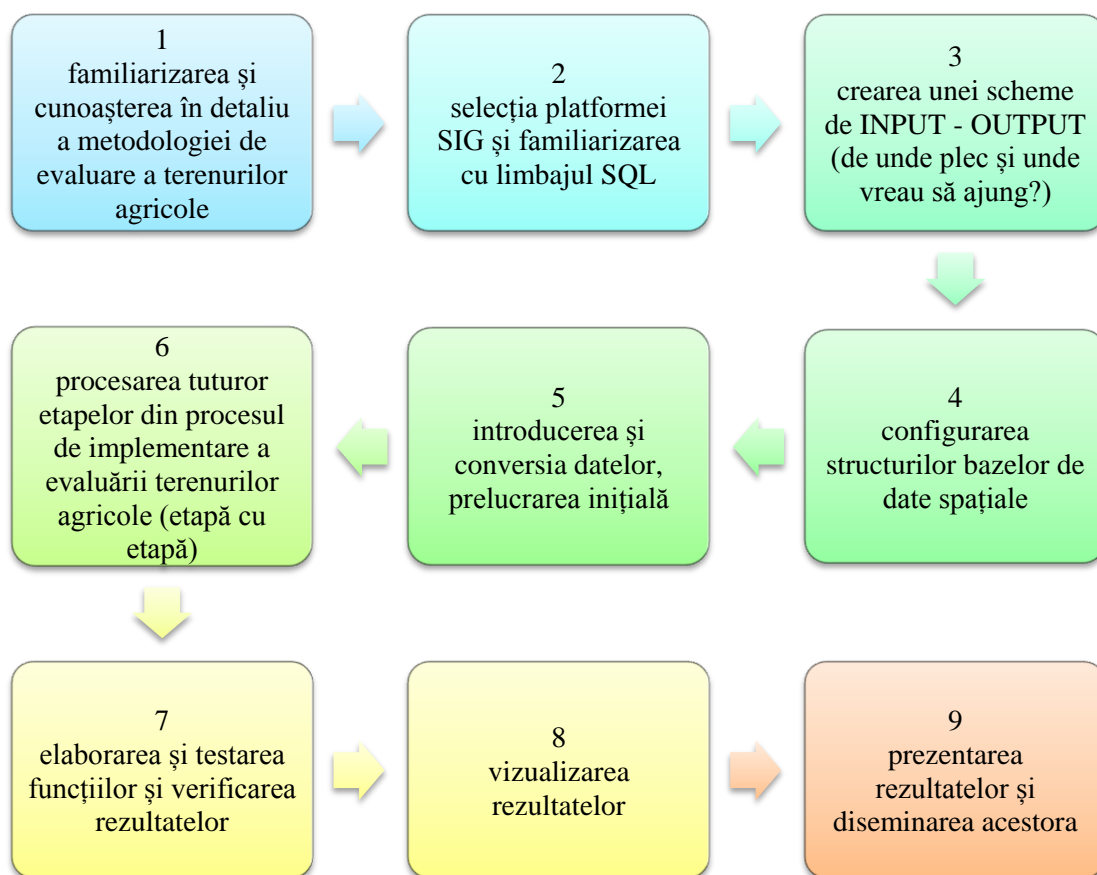 1
familiarizarea și
cunoașterea în detaliu
a metodologiei de
evaluare a terenurilor
agricole
2
selecția platformei
SIG și familiarizarea
cu limbajul SQL
3
crearea unei scheme
de INPUT - OUTPUT
(de unde plec și unde
vreau să ajung?)
4
configurarea
structurilor bazelor de
date spațiale
5
introducerea și
conversia datelor,
prelucrarea inițială
6
procesarea tuturor
etapelor din procesul
de implementare a
evaluării terenurilor
agricole (etapă cu
etapă)
7
elaborarea și testarea
funcțiilor și verificarea
rezultatelor
8
vizualizarea
rezultatelor
9
prezentarea
rezultatelor și
diseminarea acestora